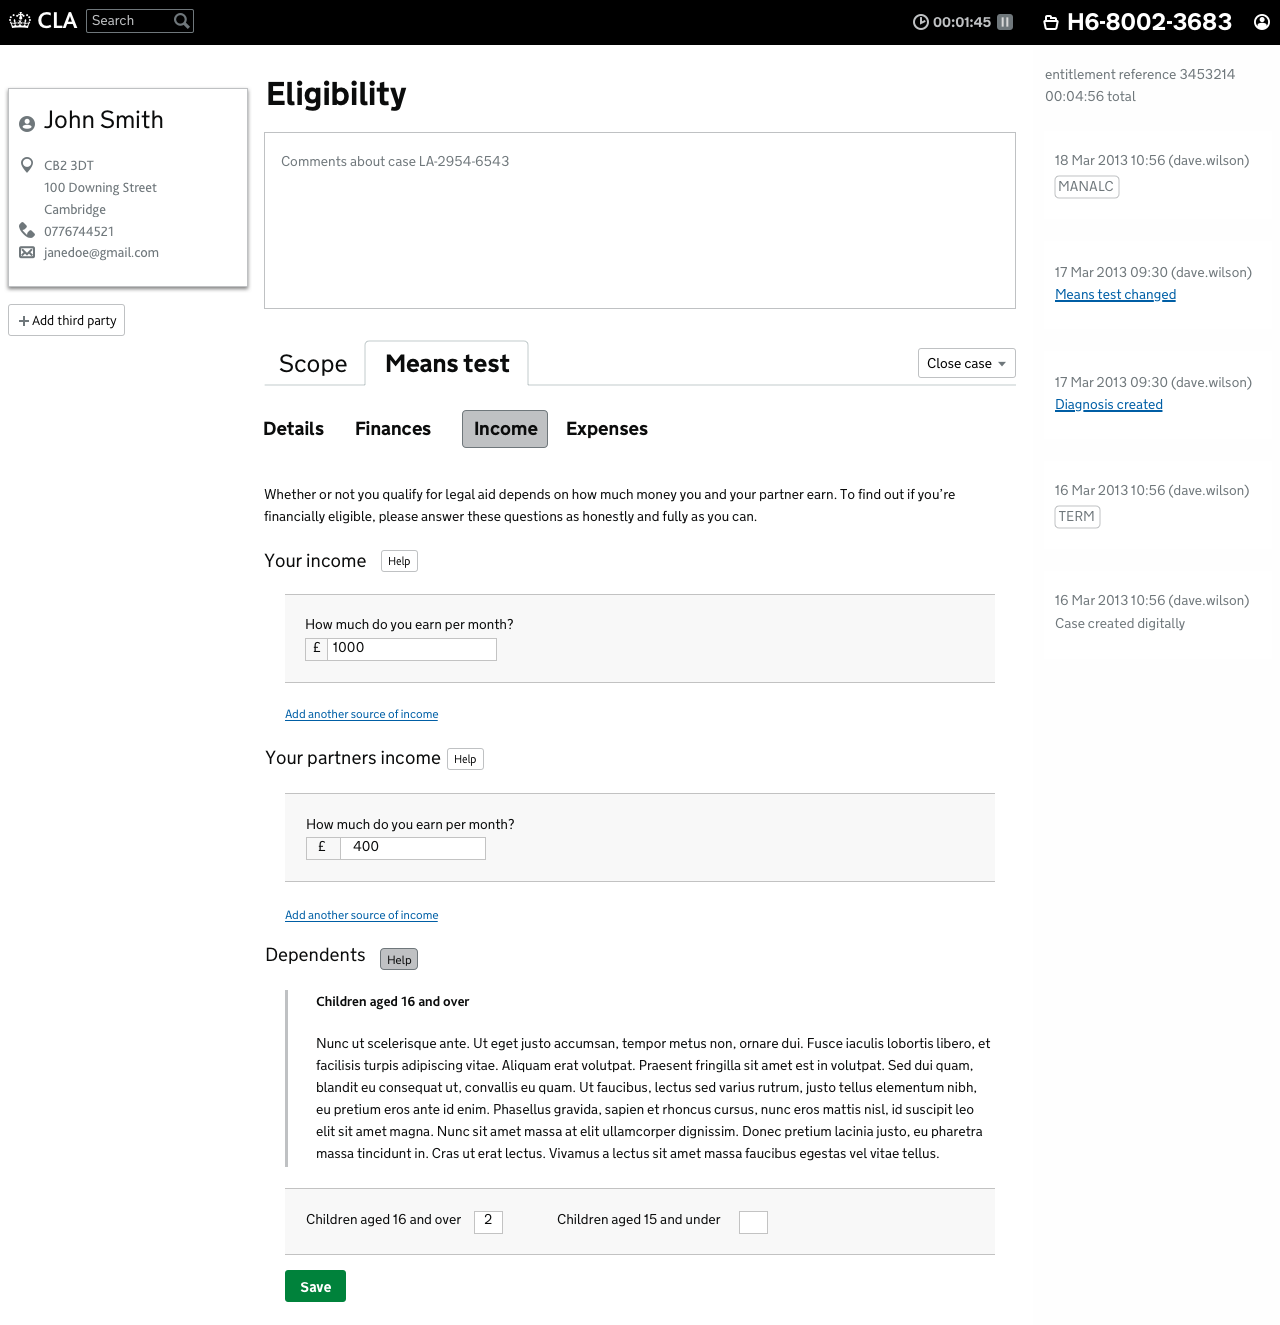 CLA
Search
00:01:45
H6-8002-3683
John Smith
CB2 3DT
100 Downing Street
Cambridge
0776744521
janedoe@gmail.com
Add third party
Eligibility
Comments about case LA-2954-6543
Scope
Means test
Close case
Details
Finances
Income
Expenses
Whether or not you qualify for legal aid depends on how much money you and your partner earn. To find out if you're
financially eligible, please answer these questions as honestly and fully as you can.
Your income
Help
How much do you earn per month?
£ 1000
Add another source of income
Your partners income
Help
How much do you earn per month?
£ 400
Add another source of income
Dependents
Help
Children aged 16 and over
Nunc ut scelerisque ante. Ut eget justo accumsan, tempor metus non, ornare dui. Fusce iaculis lobortis libero, et
facilisis turpis adipiscing vitae. Aliquam erat volutpat. Praesent fringilla sit amet est in volutpat. Sed dui quam,
blandit eu consequat ut, convallis eu quam. Ut faucibus, lectus sed varius rutrum, justo tellus elementum nibh,
eu pretium eros ante id enim. Phasellus gravida, sapien et rhoncus cursus, nunc eros mattis nisl, id suscipit leo
elit sit amet magna. Nunc sit amet massa at elit ullamcorper dignissim. Donec pretium lacinia justo, eu pharetra
massa tincidunt in. Cras ut erat lectus. Vivamus a lectus sit amet massa faucibus egestas vel vitae tellus.
Children aged 16 and over 2
Children aged 15 and under
Save
entitlement reference 3453214
00:04:56 total
18 Mar 2013 10:56 (dave.wilson)
MANALC
17 Mar 2013 09:30 (dave.wilson)
Means test changed
17 Mar 2013 09:30 (dave.wilson)
Diagnosis created
16 Mar 2013 10:56 (dave.wilson)
TERM
16 Mar 2013 10:56 (dave.wilson)
Case created digitally